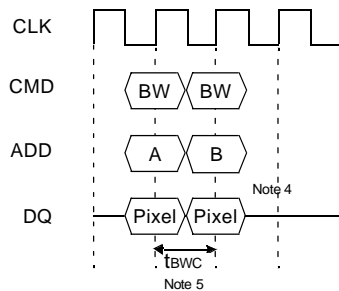 CLK
CMD BW BW
ADD A B
Note 4
DQ Pixel Pixel
tBWC
Note 5